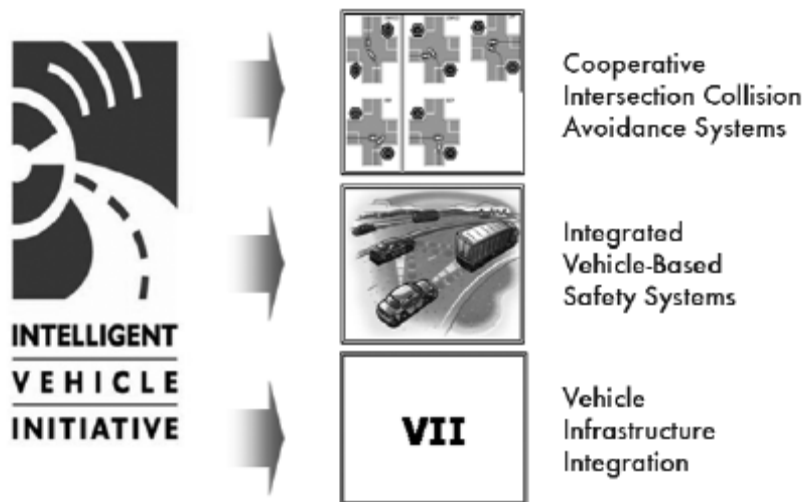 Cooperative
Intersection Collision
Avoidance Systems
Integrated
Vehicle-Based
Safety Systems
INTELLIGENT
VEHICLE
INITIATIVE
VII
Vehicle
Infrastructure
Integration